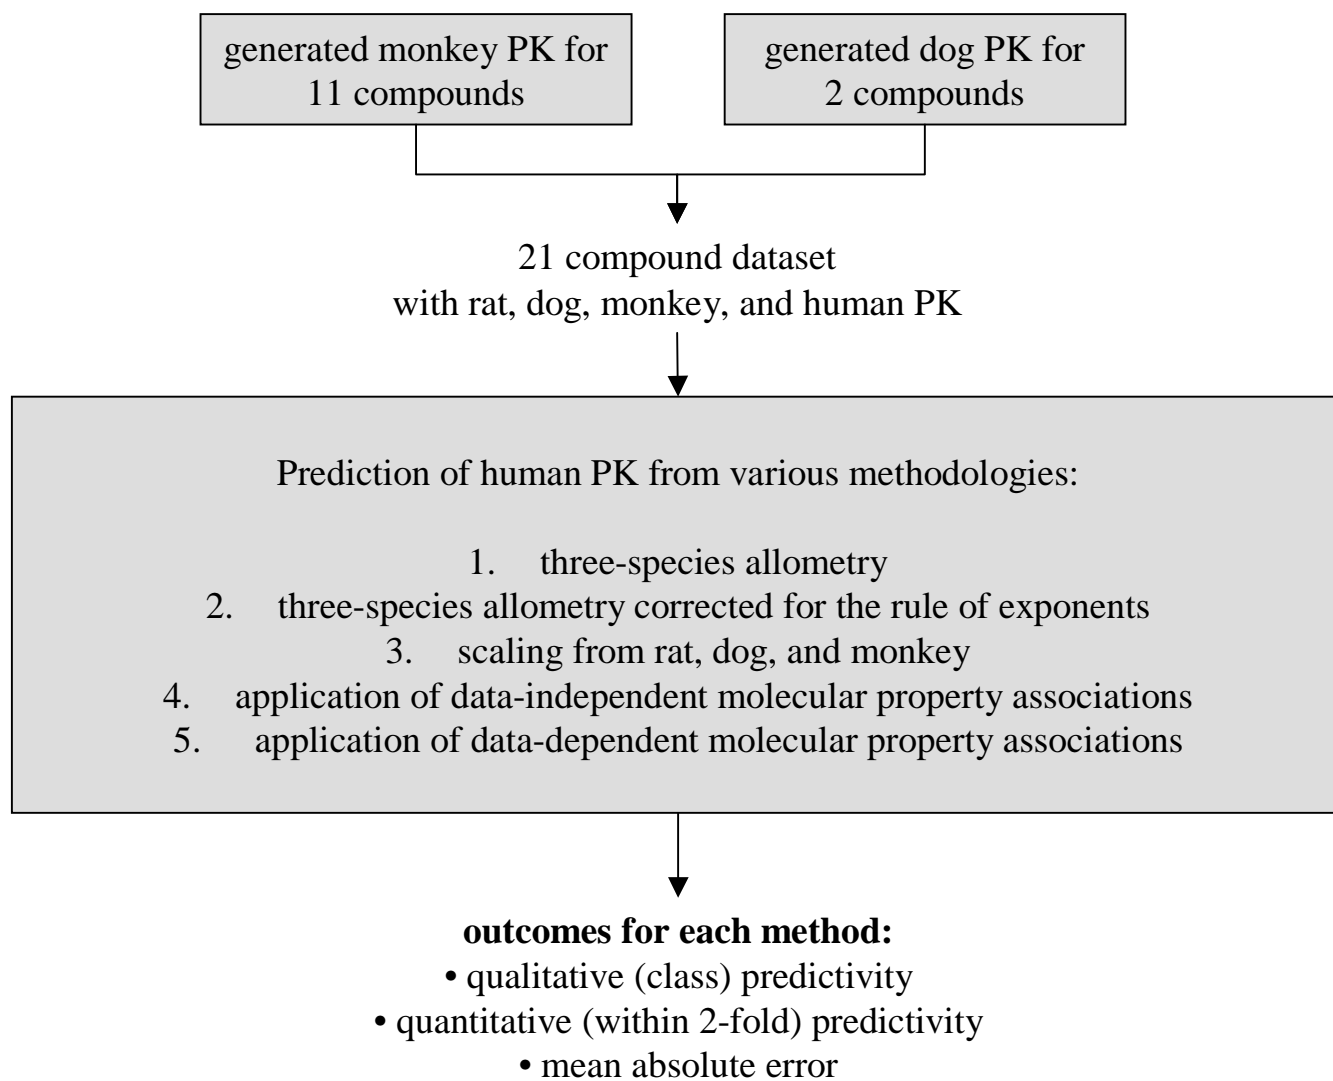 generated monkey PK for
11 compounds
generated dog PK for
2 compounds
21 compound dataset
with rat, dog, monkey, and human PK
Prediction of human PK from various methodologies:
1. three-species allometry
2. three-species allometry corrected for the rule of exponents
3. scaling from rat, dog, and monkey
4. application of data-independent molecular property associations
5. application of data-dependent molecular property associations
outcomes for each method:
• qualitative (class) predictivity
• quantitative (within 2-fold) predictivity
• mean absolute error